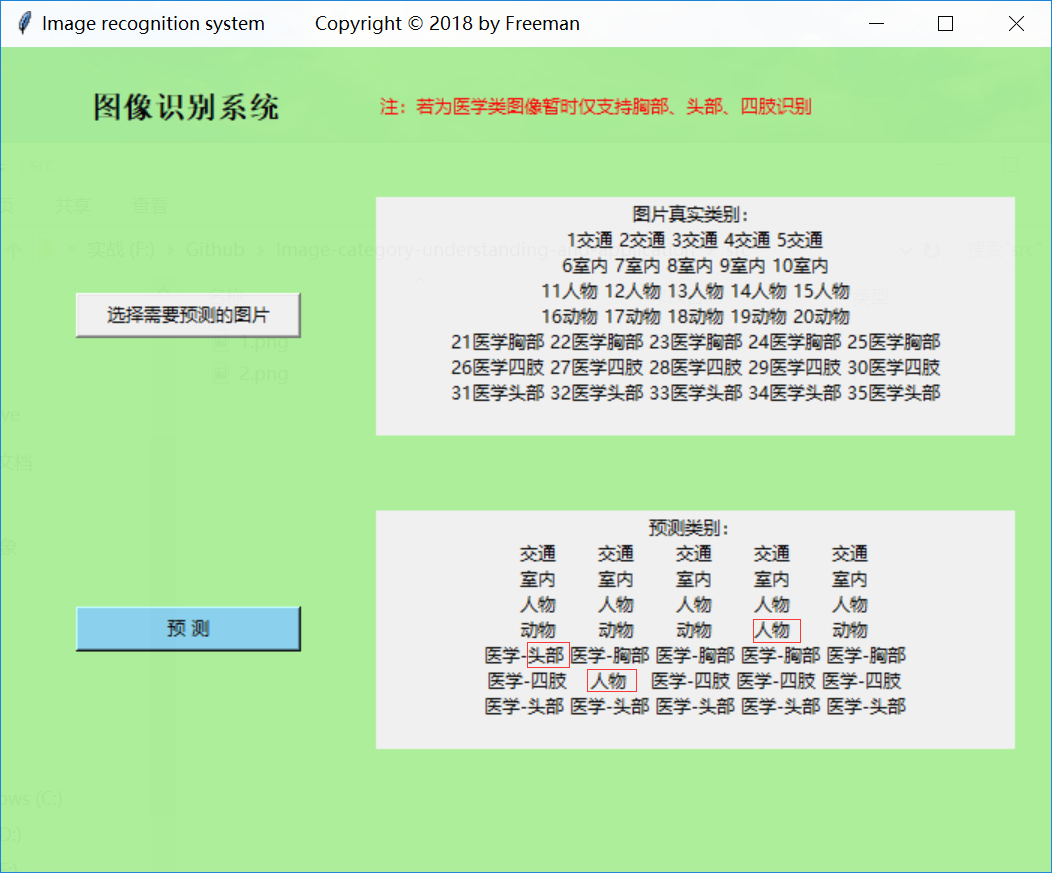 Image recognition system Copyright © 2018 by Freeman
图像识别系统
注：若为医学类图像暂时仅支持胸部、头部、四肢识别
共享 查看
实战 (F:) › Github › Image-category-understanding-a
选择需要预测的图片
1.png
2.png
图片真实类别：
1交通 2交通 3交通 4交通 5交通
6室内 7室内 8室内 9室内 10室内
11人物 12人物 13人物 14人物 15人物
16动物 17动物 18动物 19动物 20动物
21医学胸部 22医学胸部 23医学胸部 24医学胸部 25医学胸部
26医学四肢 27医学四肢 28医学四肢 29医学四肢 30医学四肢
31医学头部 32医学头部 33医学头部 34医学头部 35医学头部
预 测
预测类别：
交通 交通 交通 交通 交通
室内 室内 室内 室内 室内
人物 人物 人物 人物 人物
动物 动物 动物 人物 动物
医学-头部 医学-胸部 医学-胸部 医学-胸部 医学-胸部
医学-四肢 人物 医学-四肢 医学-四肢 医学-四肢
医学-头部 医学-头部 医学-头部 医学-头部 医学-头部
ows (C:)